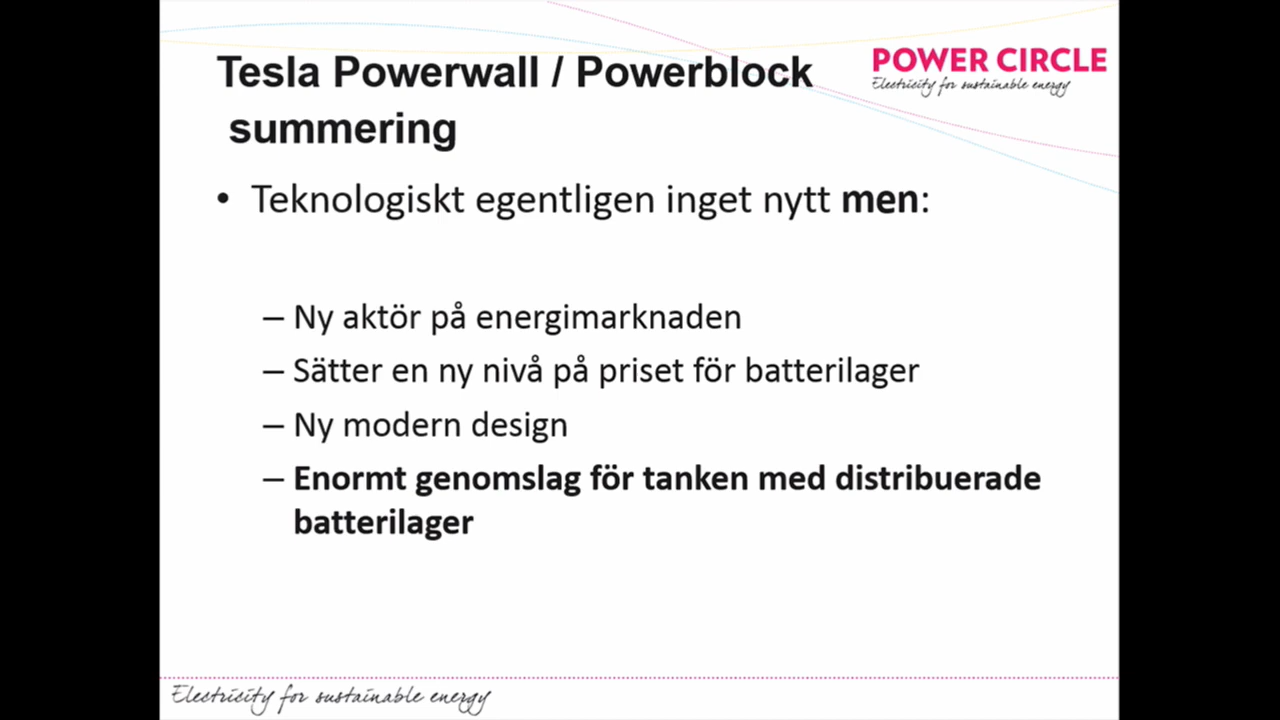 Tesla Powerwall / Powerblock
summering
POWER CIRCLE
Electricity for sustainable energy
• Teknologiskt egentligen inget nytt men:
– Ny aktör på energimarknaden
– Sätter en ny nivå på priset för batterilager
– Ny modern design
– Enormt genomslag för tanken med distribuerade
batterilager
Electricity for sustainable energy